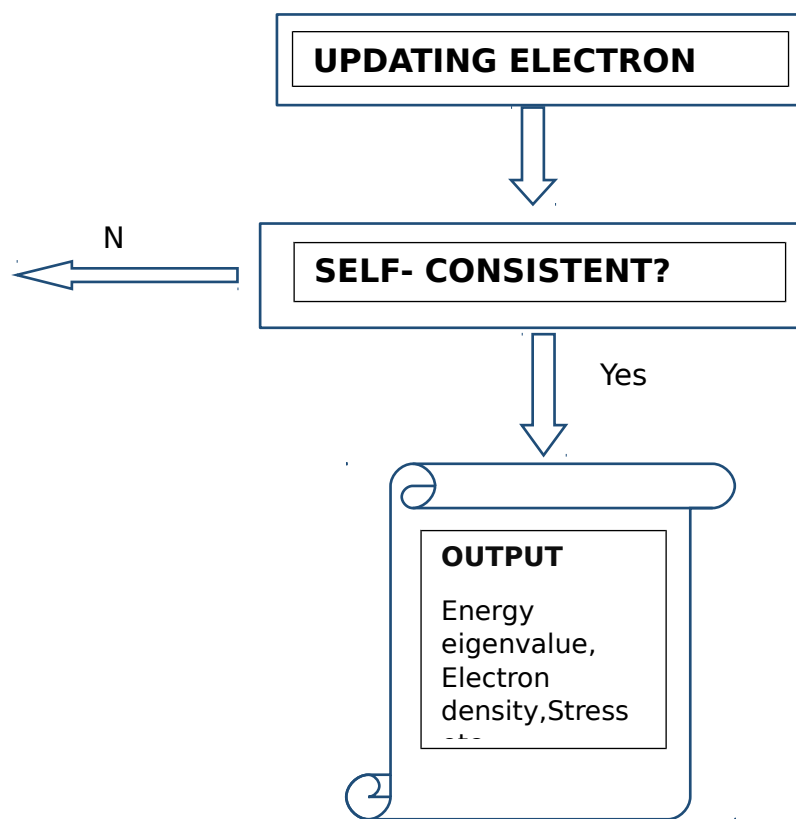 UPDATING ELECTRON
N
SELF- CONSISTENT?
Yes
OUTPUT
Energy
eigenvalue,
Electron
density,Stress